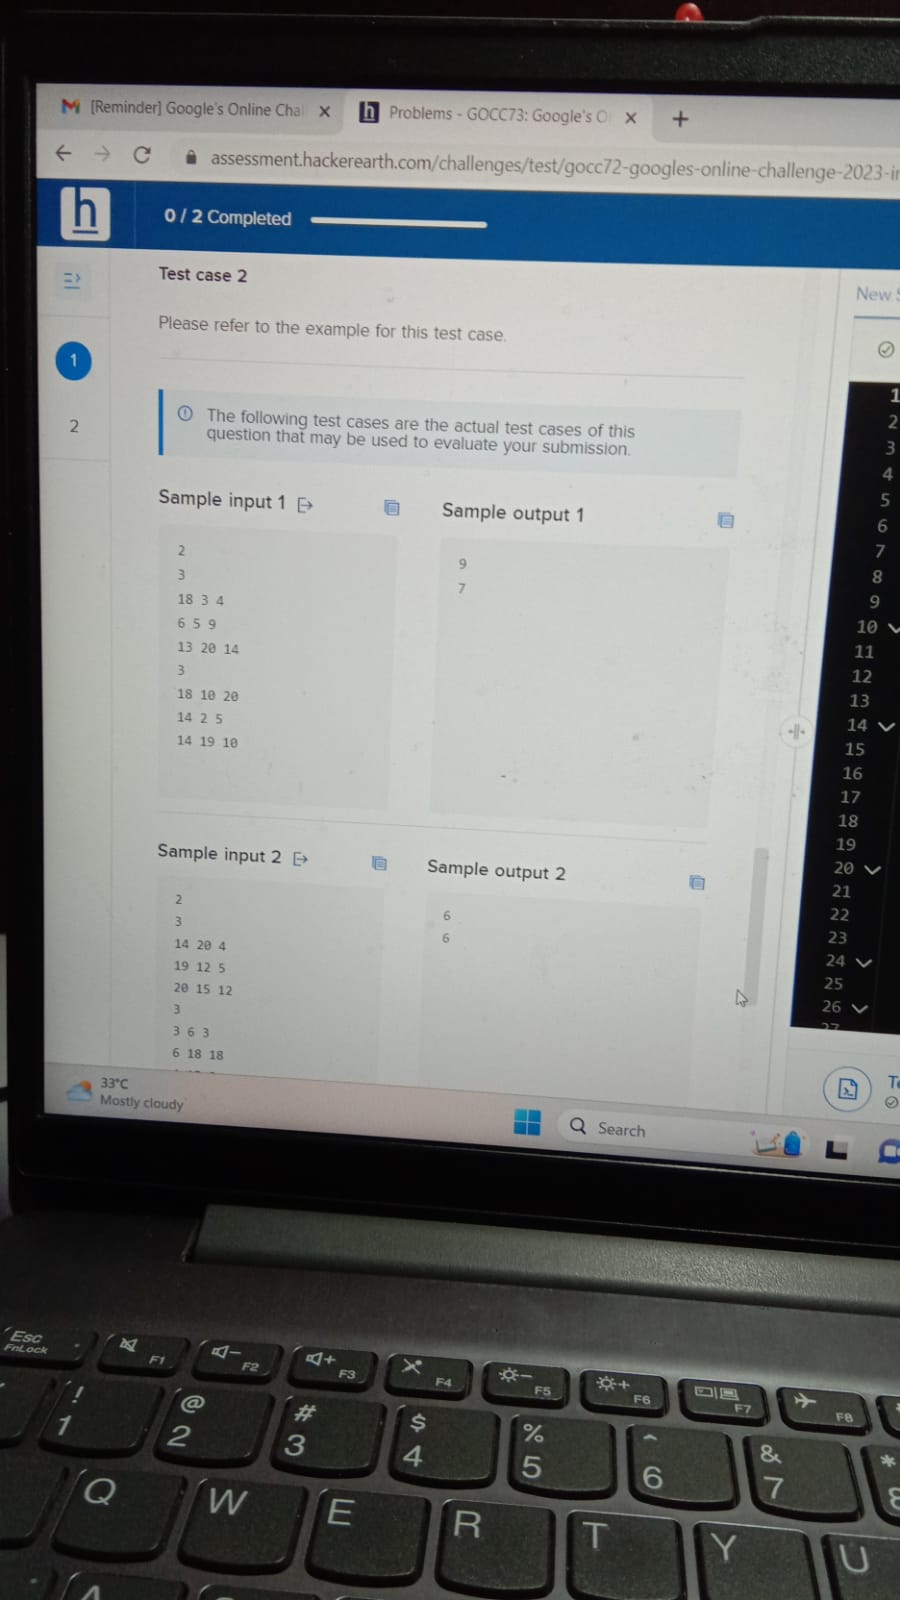 [Reminder] Google's Online Chal
Problems - GOCC73: Google's O
assessment.hackerearth.com/challenges/test/gocc72-googles-online-challenge-2023-in
h
0 / 2 Completed
Test case 2
Please refer to the example for this test case.
New S
1
2
The following test cases are the actual test cases of this
question that may be used to evaluate your submission.
Sample input 1
Sample output 1
2
3
18 3 4
6 5 9
13 20 14
3
18 10 20
14 2 5
14 19 10
9
7
Sample input 2
Sample output 2
2
3
14 20 4
19 12 5
20 15 12
3
3 6 3
6 18 18
6
6
1
2
3
4
5
6
7
8
9
10
11
12
13
14
15
16
17
18
19
20
21
22
23
24
25
26
27
Te
33°C
Mostly cloudy
Search
Esc
FnLock
F1
F2
F3
F4
F5
F6
F7
F8
! 1
@ 2
# 3
$ 4
% 5
^ 6
& 7
* 8
Q W E R T Y U
A